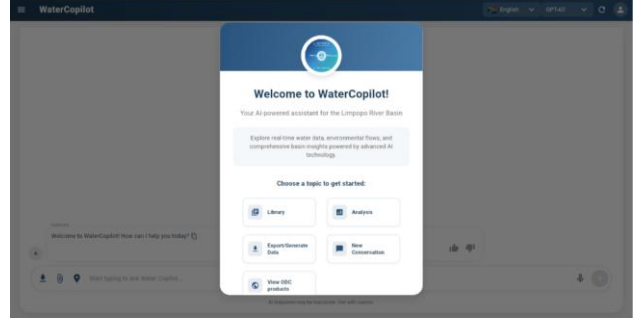 WaterCopilot
English
GPT-4o
Welcome to WaterCopilot!
Your AI-powered assistant for the Limpopo River Basin
Explore real-time water data, environmental flows, and
comprehensive basin insights powered by advanced AI
technology.
Choose a topic to get started:
Library
Analysis
Export/Generate
Data
New
Conversation
View ODC
products
Welcome to WaterCopilot! How can I help you today?
Start typing to ask Water Copilot...